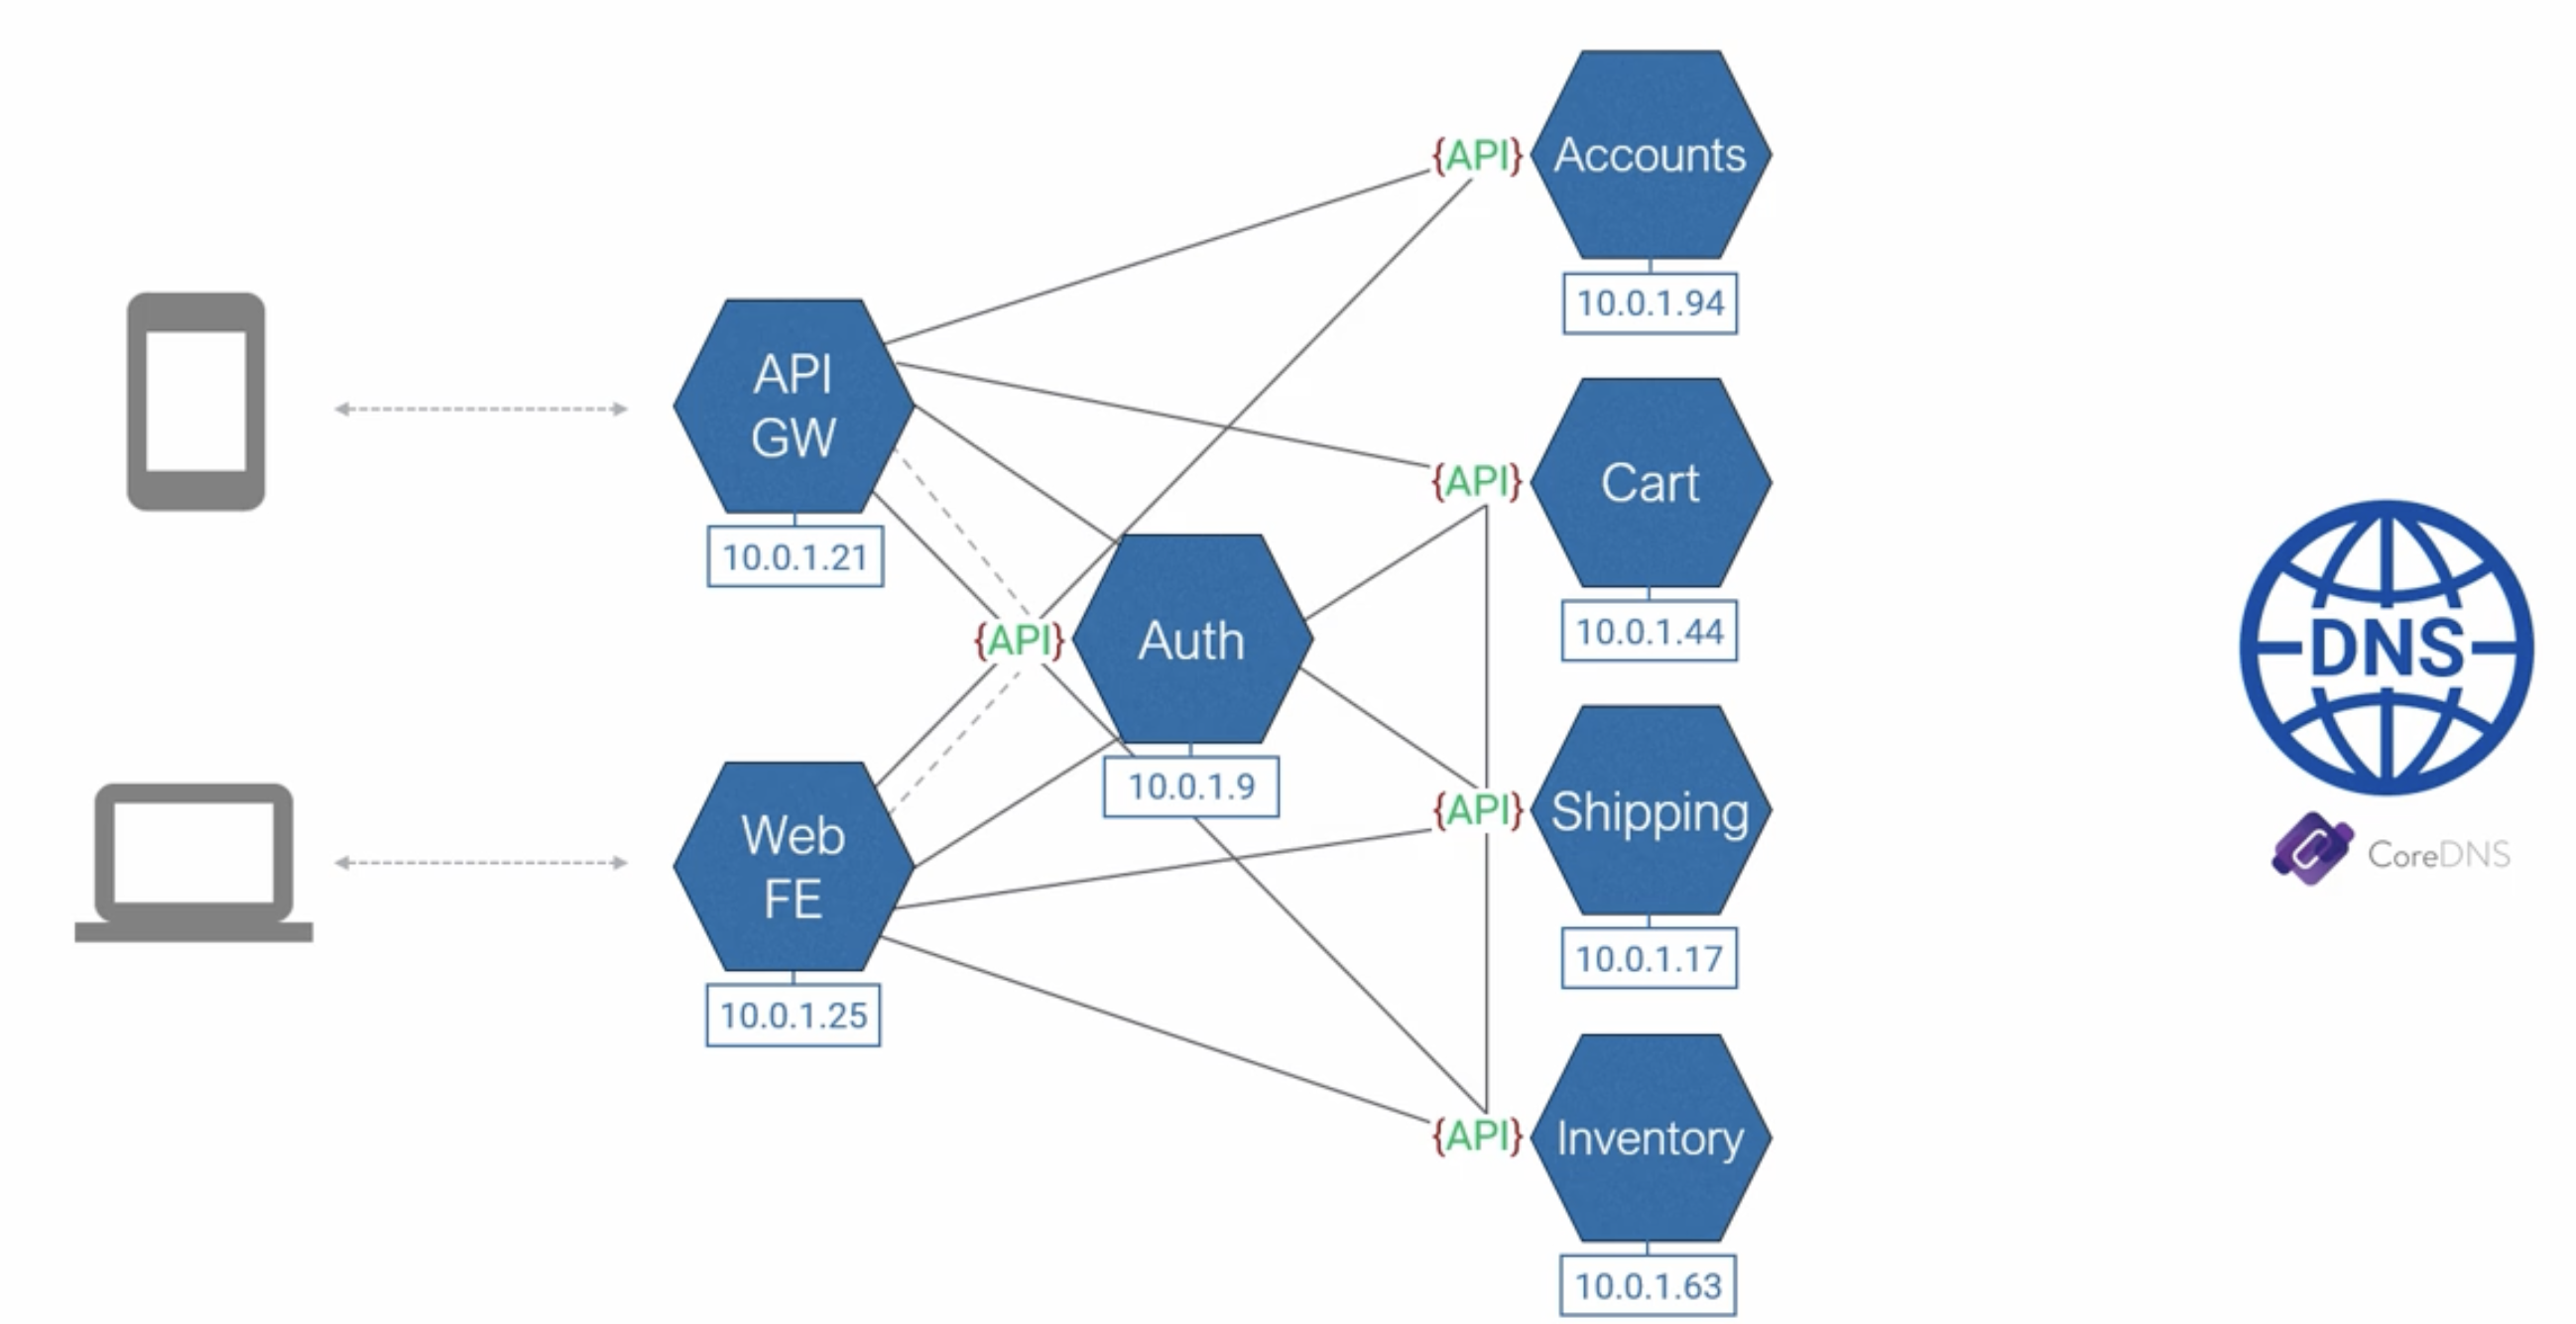 {API}
Accounts
10.0.1.94
API
GW
10.0.1.21
{API}
Cart
10.0.1.44
{API}
Auth
10.0.1.9
DNS
CoreDNS
Web
FE
10.0.1.25
{API}
Shipping
10.0.1.17
{API}
Inventory
10.0.1.63